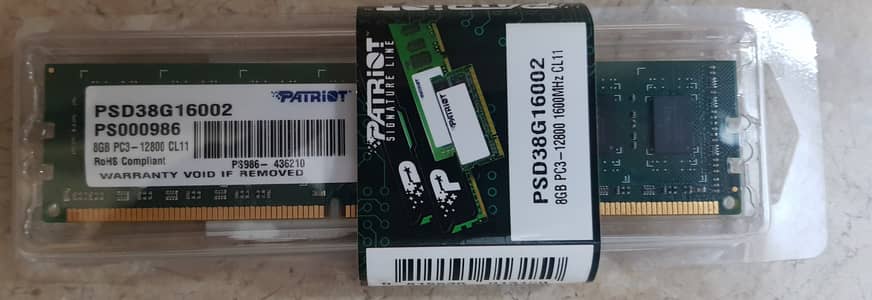 PATRIOT
PSD38G16002
PS000986
8GB PC3-12800 CL11
RoHS Compliant
PS986- 436210
WARRANTY VOID IF REMOVED
PATRIOT
SIGNATURE LINE
P
P
PSD38G16002
8GB PC3-12800 1600MHz CL11